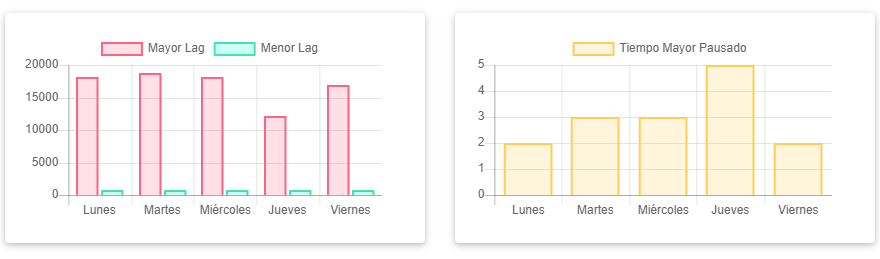 Mayor Lag Menor Lag
20000
15000
10000
5000
0
Lunes Martes Miércoles Jueves Viernes
Tiempo Mayor Pausado
5
4
3
2
1
0
Lunes Martes Miércoles Jueves Viernes